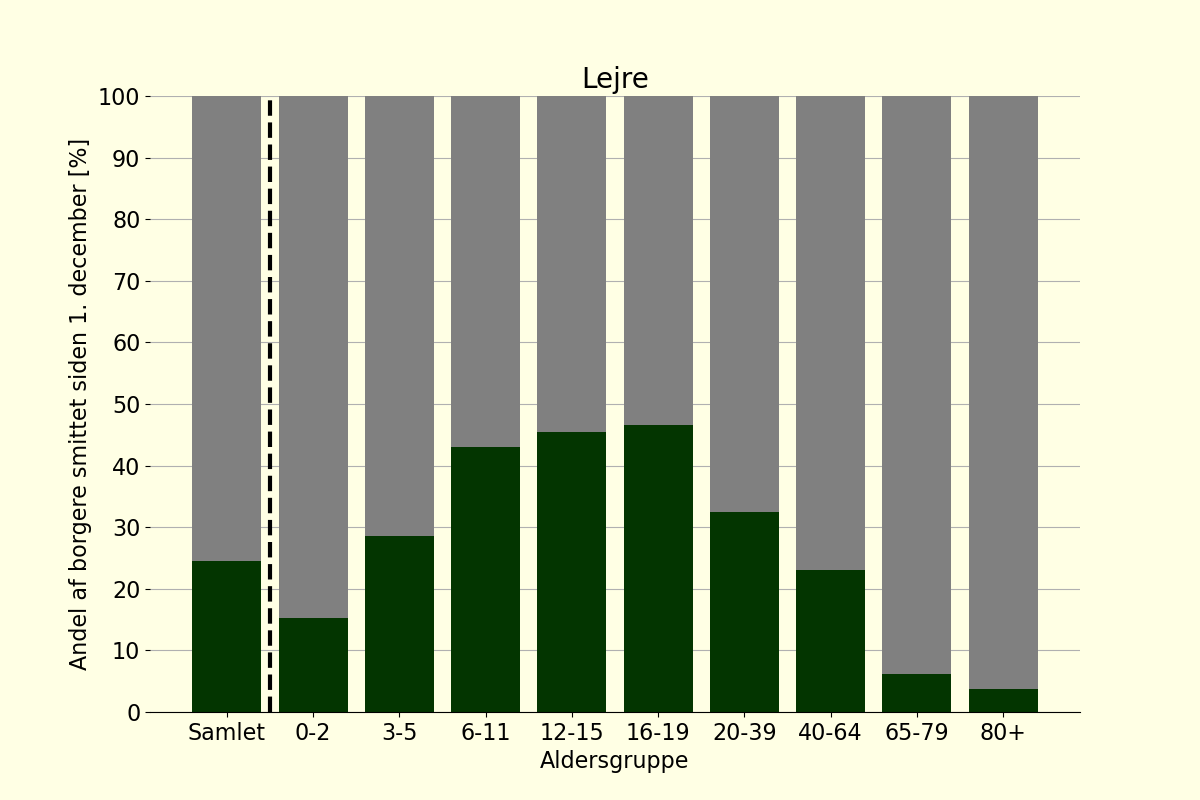 Lejre
Andel af borgere smittet siden 1. december [%]
100
90
80
70
60
50
40
30
20
10
0
Samlet 0-2 3-5 6-11 12-15 16-19 20-39 40-64 65-79 80+
Aldersgruppe